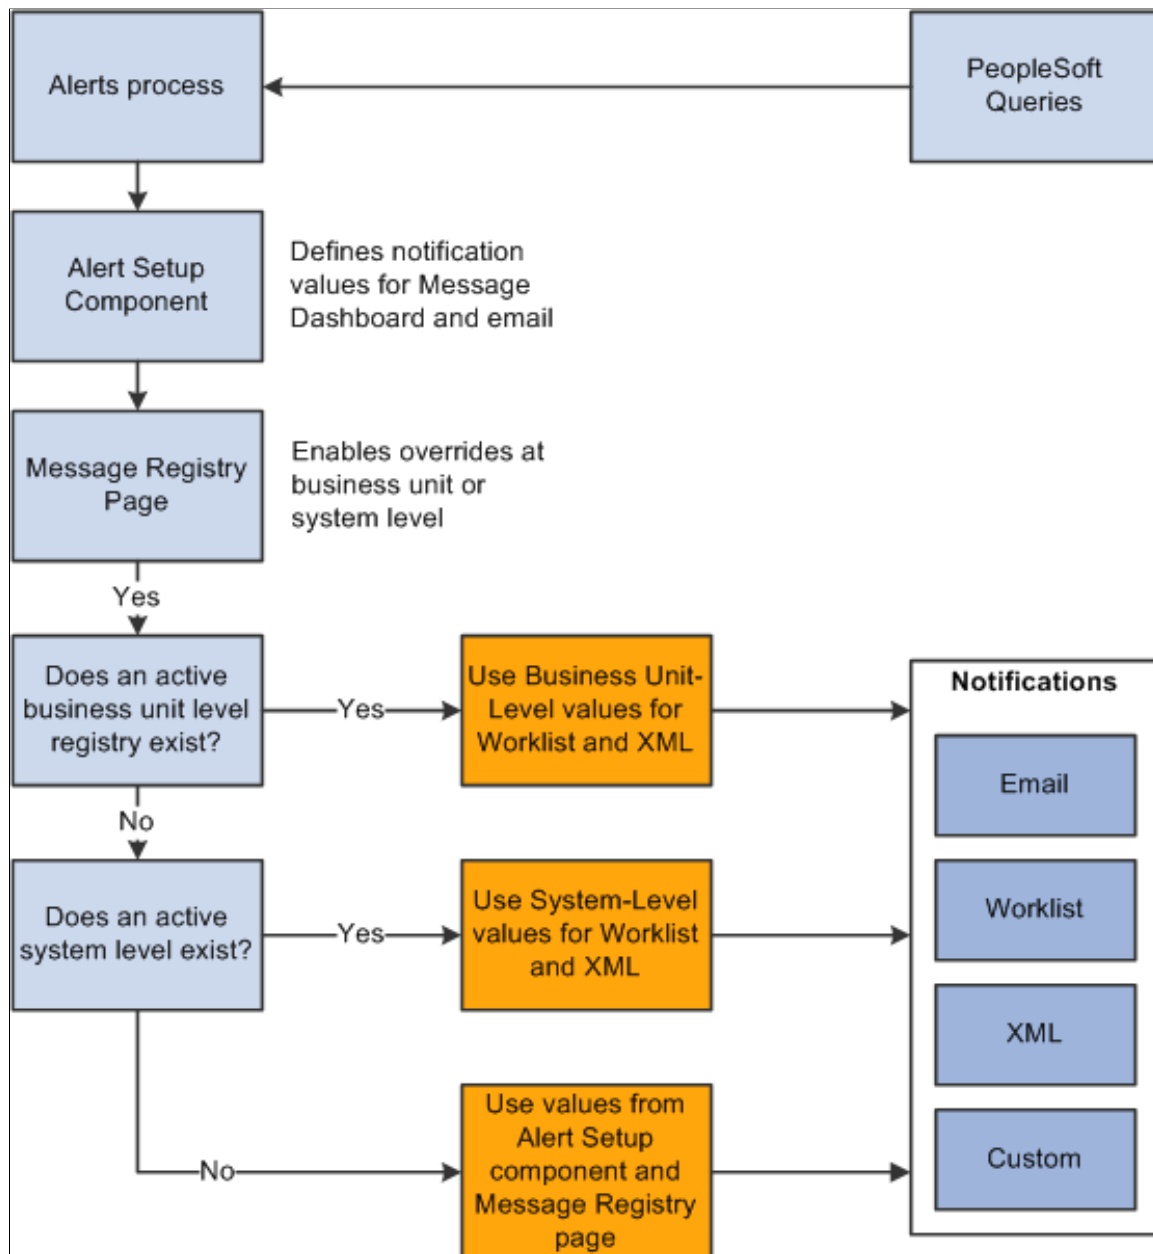 Alerts process
PeopleSoft
Queries
Alert Setup
Component
Defines notification
values for Message
Dashboard and email
Message Registry
Page
Enables overrides at
business unit or
system level
Yes
Does an active
business unit level
registry exist?
Yes
Use Business Unit-
Level values for
Worklist and XML
Notifications
Email
No
Does an active
system level exist?
Yes
Use System-Level
values for Worklist
and XML
Worklist
XML
No
Use values from
Alert Setup
component and
Message Registry
page
Custom